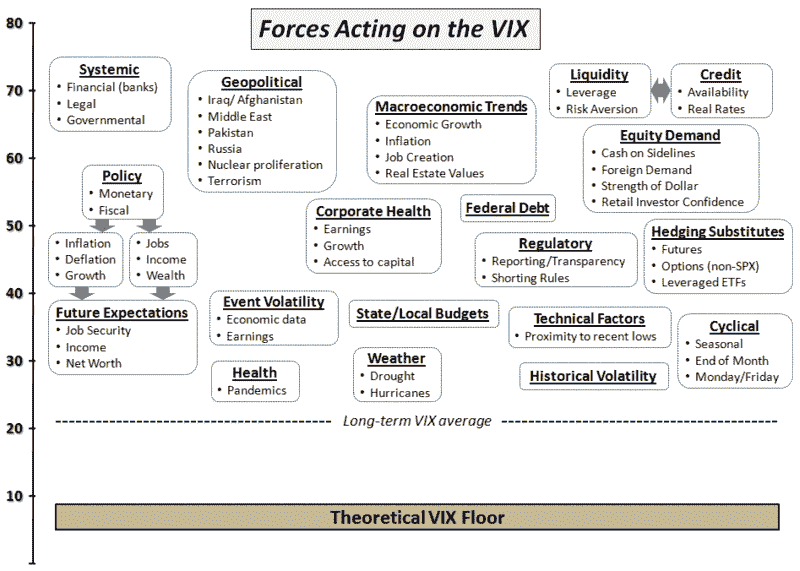 Forces Acting on the VIX
80
70
60
50
40
30
20
10
Systemic
• Financial (banks)
• Legal
• Governmental
Geopolitical
• Iraq/ Afghanistan
• Middle East
• Pakistan
• Russia
• Nuclear proliferation
• Terrorism
Macroeconomic Trends
• Economic Growth
• Inflation
• Job Creation
• Real Estate Values
Liquidity
• Leverage
• Risk Aversion
Credit
• Availability
• Real Rates
Equity Demand
• Cash on Sidelines
• Foreign Demand
• Strength of Dollar
• Retail Investor Confidence
Policy
• Monetary
• Fiscal
• Inflation
• Deflation
• Growth
• Jobs
• Income
• Wealth
Future Expectations
• Job Security
• Income
• Net Worth
Corporate Health
• Earnings
• Growth
• Access to capital
Federal Debt
Regulatory
• Reporting/Transparency
• Shorting Rules
Hedging Substitutes
• Futures
• Options (non-SPX)
• Leveraged ETFs
Event Volatility
• Economic data
• Earnings
State/Local Budgets
Technical Factors
• Proximity to recent lows
Cyclical
• Seasonal
• End of Month
• Monday/Friday
Health
• Pandemics
Weather
• Drought
• Hurricanes
Historical Volatility
Long-term VIX average
Theoretical VIX Floor